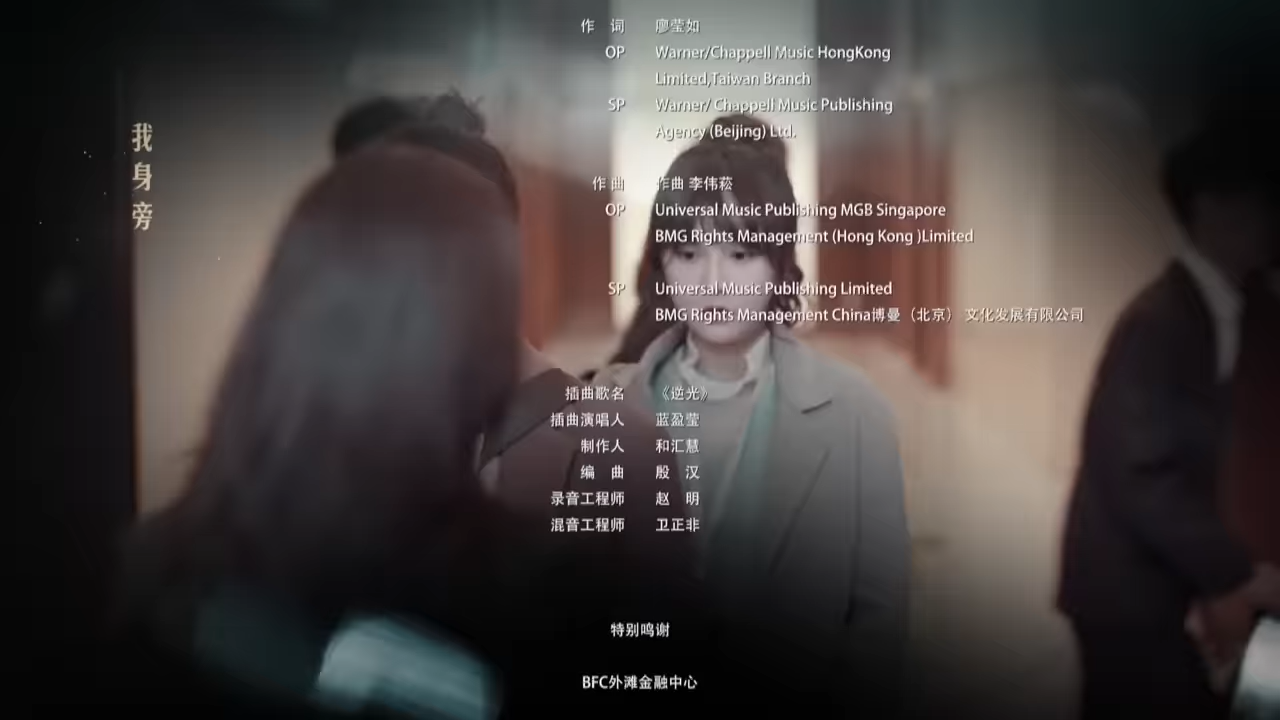 我身旁
作 词 廖莹如
OP Warner/Chappell Music HongKong
Limited,Taiwan Branch
SP Warner/ Chappell Music Publishing
Agency (Beijing) Ltd.
作 曲 作曲 李伟菘
OP Universal Music Publishing MGB Singapore
BMG Rights Management (Hong Kong )Limited
SP Universal Music Publishing Limited
BMG Rights Management China博曼（北京） 文化发展有限公司
插曲歌名 《逆光》
插曲演唱人 蓝盈莹
制作人 和汇慧
编 曲 殷 汉
录音工程师 赵 明
混音工程师 卫正非
特别鸣谢
BFC外滩金融中心